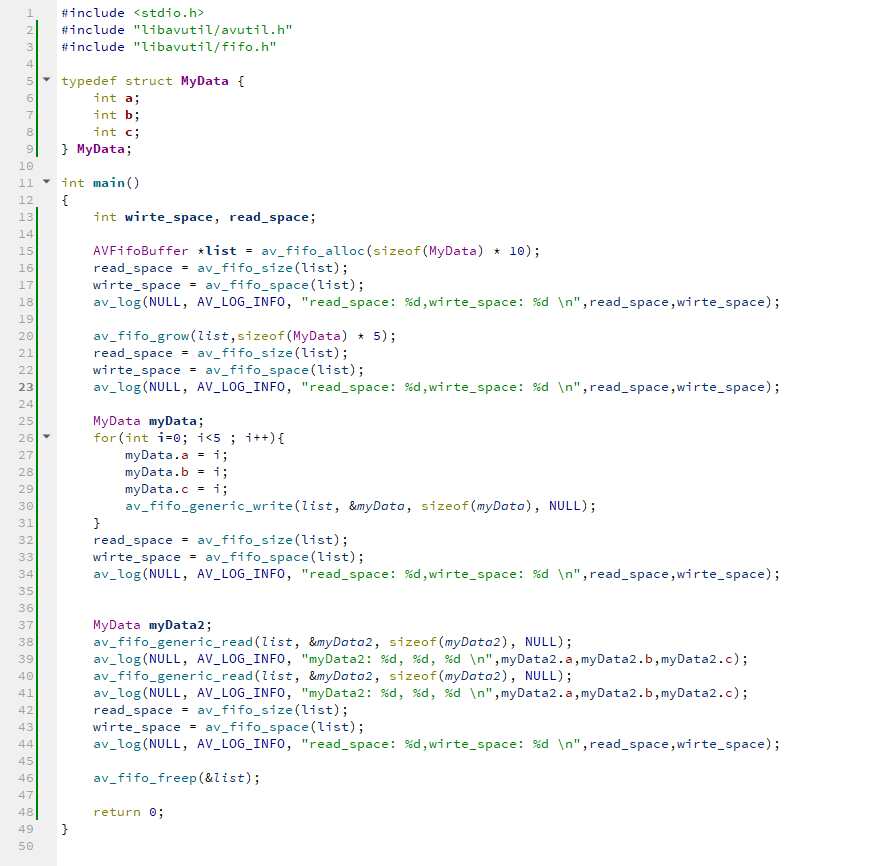 1 #include <stdio.h>
2 #include "libavutil/avutil.h"
3 #include "libavutil/fifo.h"
4
5 typedef struct MyData {
6     int a;
7     int b;
8     int c;
9 } MyData;
10
11 int main()
12 {
13     int wirte_space, read_space;
14
15     AVFifoBuffer *list = av_fifo_alloc(sizeof(MyData) * 10);
16     read_space = av_fifo_size(list);
17     wirte_space = av_fifo_space(list);
18     av_log(NULL, AV_LOG_INFO, "read_space: %d,wirte_space: %d \n",read_space,wirte_space);
19
20     av_fifo_grow(list,sizeof(MyData) * 5);
21     read_space = av_fifo_size(list);
22     wirte_space = av_fifo_space(list);
23     av_log(NULL, AV_LOG_INFO, "read_space: %d,wirte_space: %d \n",read_space,wirte_space);
24
25     MyData myData;
26     for(int i=0; i<5 ; i++){
27         myData.a = i;
28         myData.b = i;
29         myData.c = i;
30         av_fifo_generic_write(list, &myData, sizeof(myData), NULL);
31     }
32     read_space = av_fifo_size(list);
33     wirte_space = av_fifo_space(list);
34     av_log(NULL, AV_LOG_INFO, "read_space: %d,wirte_space: %d \n",read_space,wirte_space);
35
36
37     MyData myData2;
38     av_fifo_generic_read(list, &myData2, sizeof(myData2), NULL);
39     av_log(NULL, AV_LOG_INFO, "myData2: %d, %d, %d \n",myData2.a,myData2.b,myData2.c);
40     av_fifo_generic_read(list, &myData2, sizeof(myData2), NULL);
41     av_log(NULL, AV_LOG_INFO, "myData2: %d, %d, %d \n",myData2.a,myData2.b,myData2.c);
42     read_space = av_fifo_size(list);
43     wirte_space = av_fifo_space(list);
44     av_log(NULL, AV_LOG_INFO, "read_space: %d,wirte_space: %d \n",read_space,wirte_space);
45
46     av_fifo_freep(&list);
47
48     return 0;
49 }
50